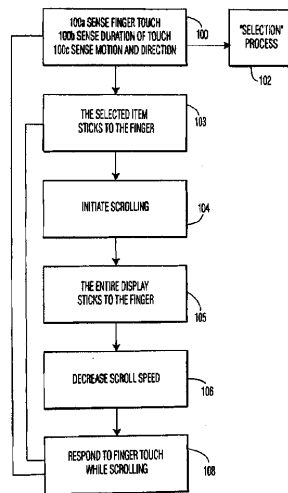 100a SENSE FINGER TOUCH
100b SENSE DURATION OF TOUCH
100c SENSE MOTION AND DIRECTION
100
"SELECTION"
PROCESS
102
THE SELECTED ITEM
STICKS TO THE FINGER
103
INITIATE SCROLLING
104
THE ENTIRE DISPLAY
STICKS TO THE FINGER
105
DECREASE SCROLL SPEED
106
RESPOND TO FINGER TOUCH
WHILE SCROLLING
108